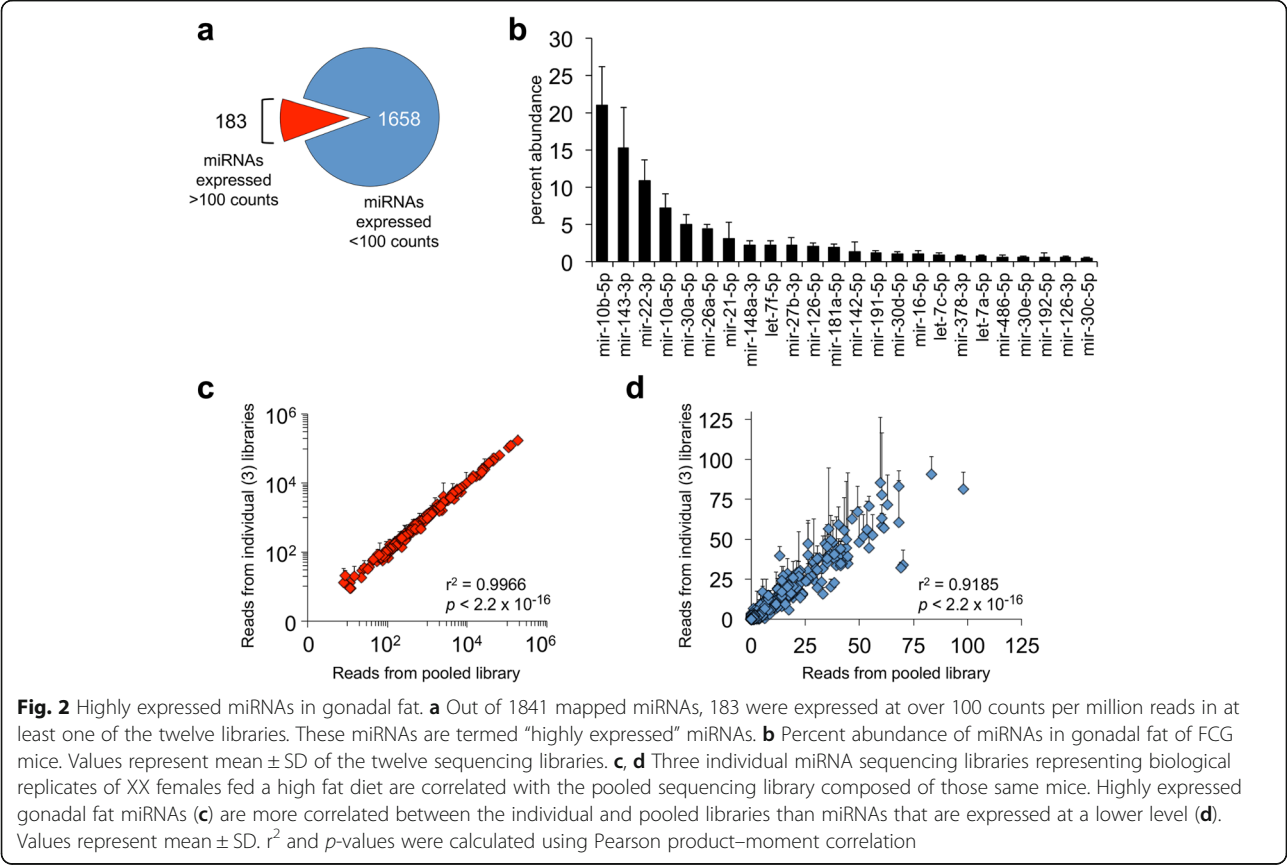 a
183
1658
miRNAs
expressed
>100 counts
miRNAs
expressed
<100 counts
b
percent abundance
30
25
20
15
10
5
0
mir-10b-5p
mir-143-3p
mir-22-3p
mir-10a-5p
mir-30a-5p
mir-26a-5p
mir-21-5p
mir-148a-3p
let-7f-5p
mir-27b-3p
mir-126-5p
mir-181a-5p
mir-142-5p
mir-191-5p
mir-30d-5p
mir-16-5p
let-7c-5p
mir-378-3p
let-7a-5p
mir-486-5p
mir-30e-5p
mir-192-5p
mir-126-3p
mir-30c-5p
c
Reads from individual (3) libraries
10⁶
10⁴
10²
0
r² = 0.9966
p < 2.2 x 10⁻¹⁶
0 10² 10⁴ 10⁶
Reads from pooled library
d
Reads from individual (3) libraries
125
100
75
50
25
0
r² = 0.9185
p < 2.2 x 10⁻¹⁶
0 25 50 75 100 125
Reads from pooled library
Fig. 2 Highly expressed miRNAs in gonadal fat. a Out of 1841 mapped miRNAs, 183 were expressed at over 100 counts per million reads in at
least one of the twelve libraries. These miRNAs are termed “highly expressed” miRNAs. b Percent abundance of miRNAs in gonadal fat of FCG
mice. Values represent mean ± SD of the twelve sequencing libraries. c, d Three individual miRNA sequencing libraries representing biological
replicates of XX females fed a high fat diet are correlated with the pooled sequencing library composed of those same mice. Highly expressed
gonadal fat miRNAs (c) are more correlated between the individual and pooled libraries than miRNAs that are expressed at a lower level (d).
Values represent mean ± SD. r² and p-values were calculated using Pearson product–moment correlation